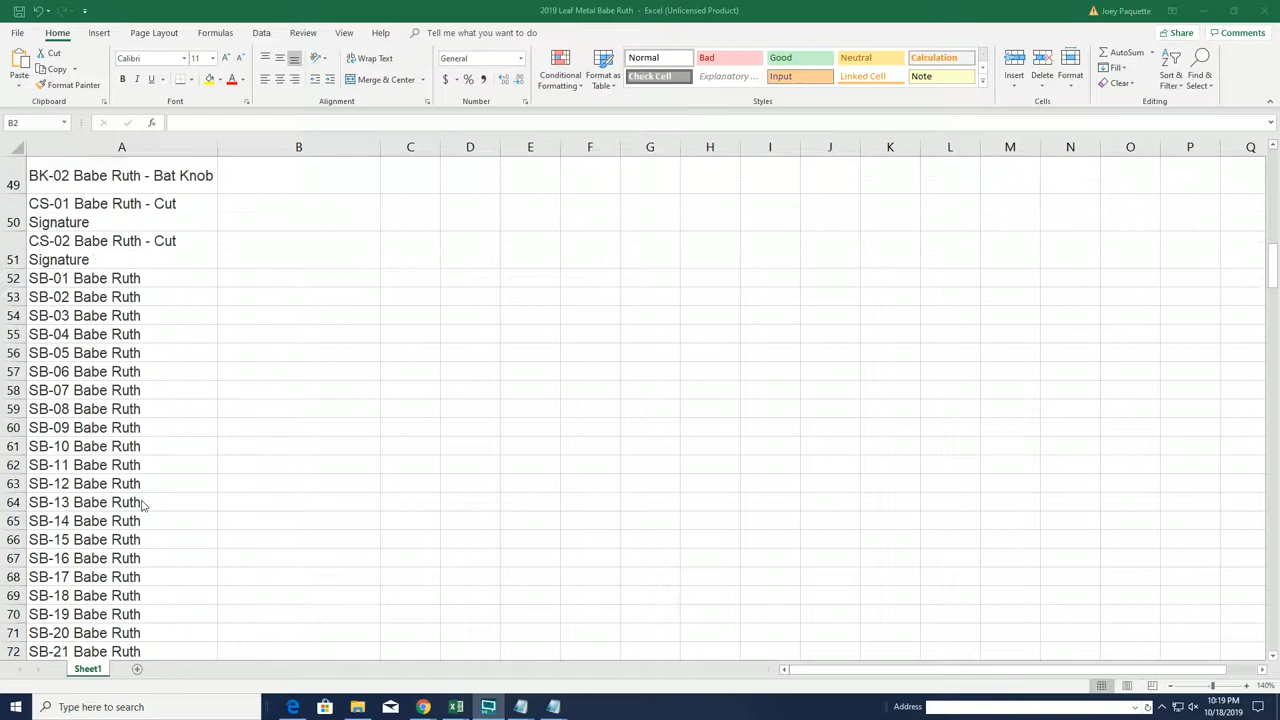 2019 Leaf Metal Babe Ruth - Excel (Unlicensed Product)
Joey Paquette
File Home Insert Page Layout Formulas Data Review View Help Tell me what you want to do
Share Comments
Cut
Copy
Format Painter
Paste
Clipboard
Calibri 11
B I U
Font
Wrap Text
Merge & Center
Alignment
General
$ % ,
Number
Conditional Formatting
Format as Table
Normal Bad Good Neutral Calculation
Check Cell Explanatory ... Input Linked Cell Note
Styles
Insert Delete Format
Cells
AutoSum
Fill
Clear
Sort & Filter
Find & Select
Editing
B2
fx
A B C D E F G H I J K L M N O P Q
49 BK-02 Babe Ruth - Bat Knob
50 CS-01 Babe Ruth - Cut
Signature
51 CS-02 Babe Ruth - Cut
Signature
52 SB-01 Babe Ruth
53 SB-02 Babe Ruth
54 SB-03 Babe Ruth
55 SB-04 Babe Ruth
56 SB-05 Babe Ruth
57 SB-06 Babe Ruth
58 SB-07 Babe Ruth
59 SB-08 Babe Ruth
60 SB-09 Babe Ruth
61 SB-10 Babe Ruth
62 SB-11 Babe Ruth
63 SB-12 Babe Ruth
64 SB-13 Babe Ruth
65 SB-14 Babe Ruth
66 SB-15 Babe Ruth
67 SB-16 Babe Ruth
68 SB-17 Babe Ruth
69 SB-18 Babe Ruth
70 SB-19 Babe Ruth
71 SB-20 Babe Ruth
72 SB-21 Babe Ruth
Sheet1
140%
Type here to search
Address
10:19 PM
10/18/2019